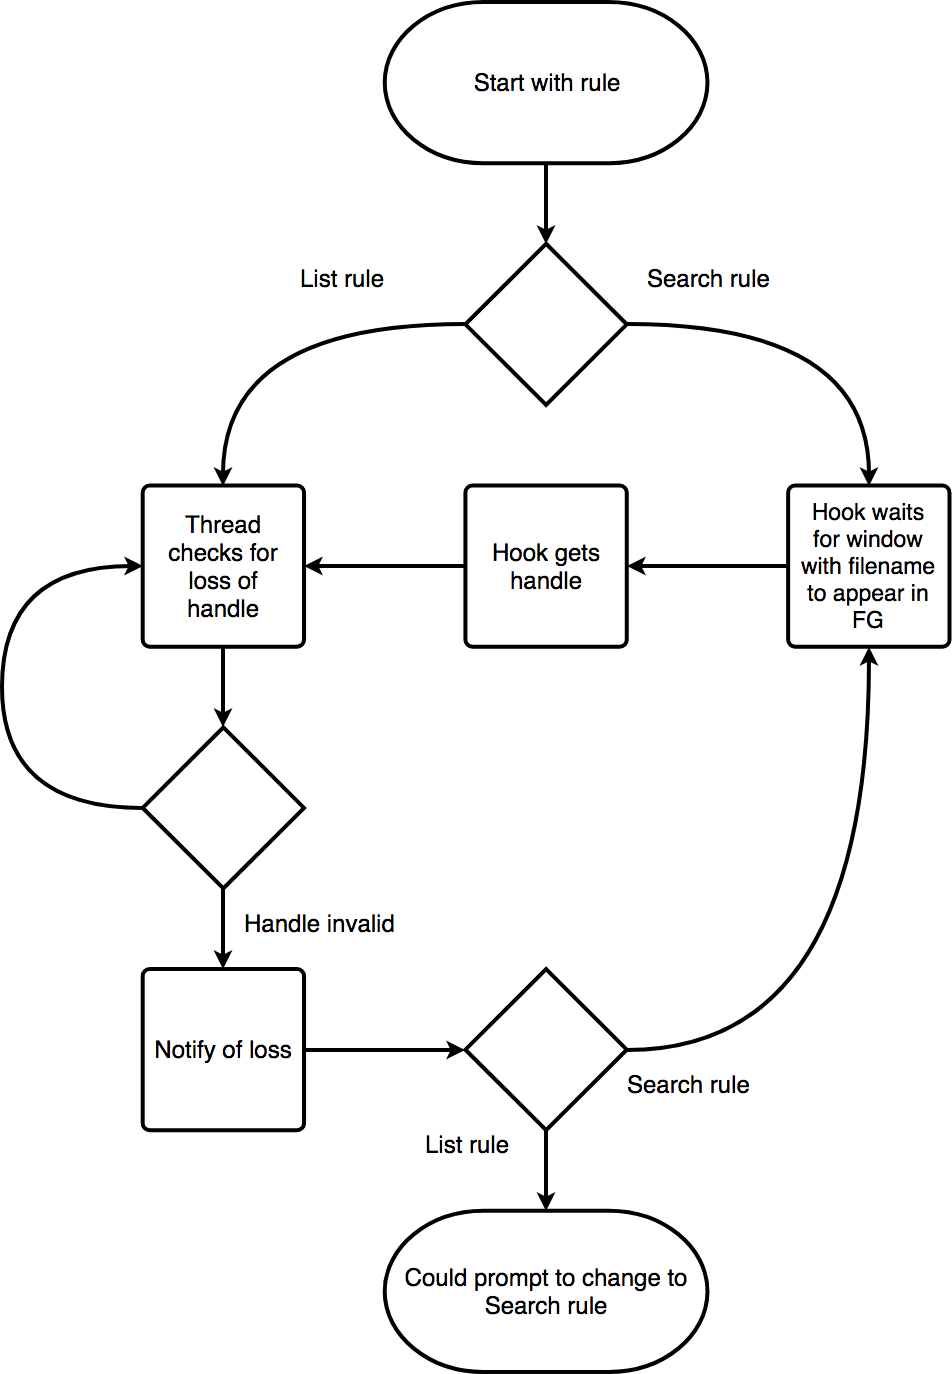 Start with rule
List rule
Search rule
Thread
checks for
loss of
handle
Hook gets
handle
Hook waits
for window
with filename
to appear in
FG
Handle invalid
Notify of loss
Search rule
List rule
Could prompt to change to
Search rule